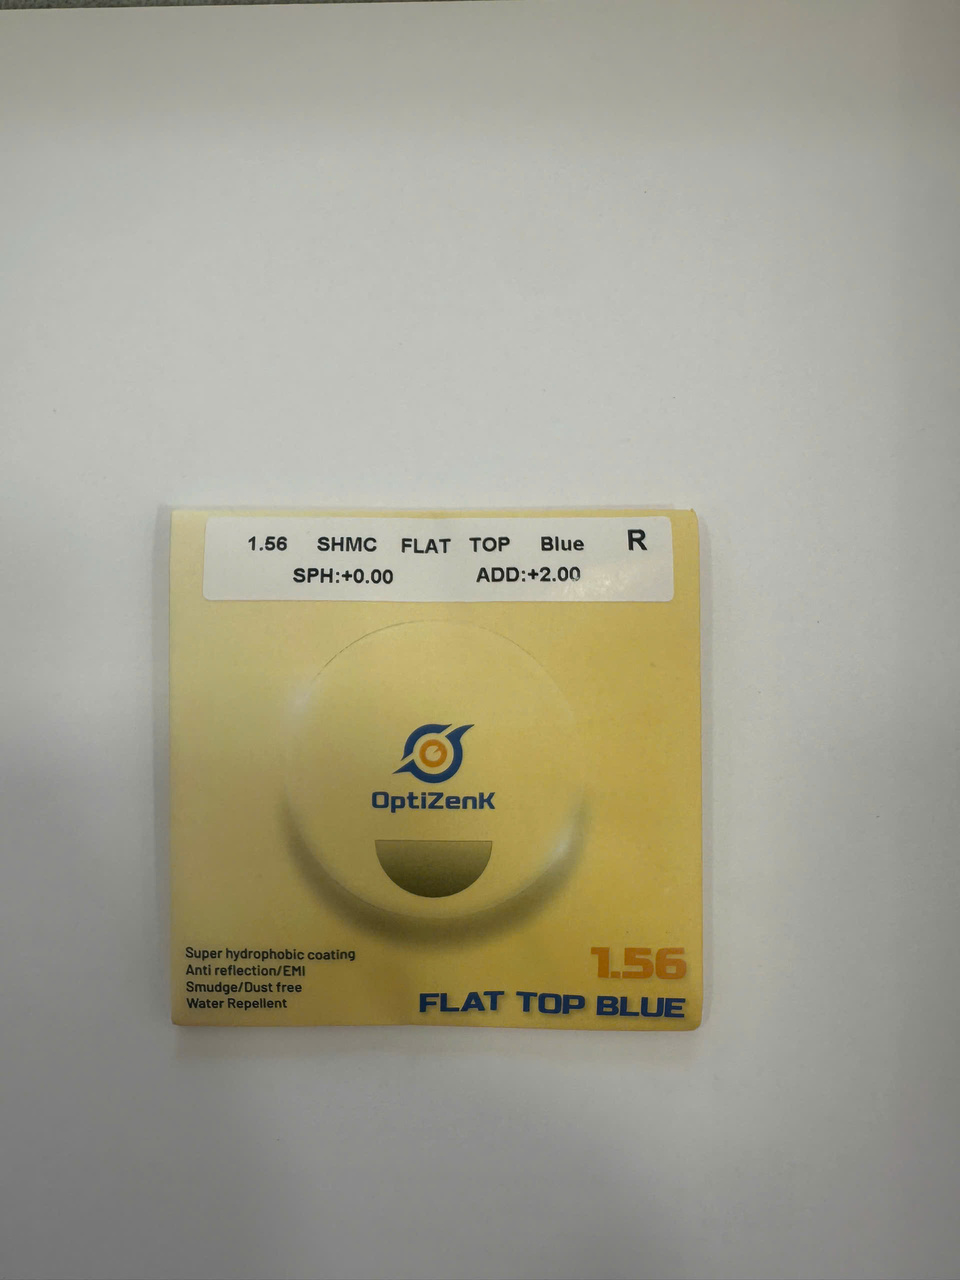 1.56 SHMC FLAT TOP Blue R
SPH:+0.00 ADD:+2.00
OptiZenK
Super hydrophobic coating
Anti reflection/EMI
Smudge/Dust free
Water Repellent
1.56
FLAT TOP BLUE